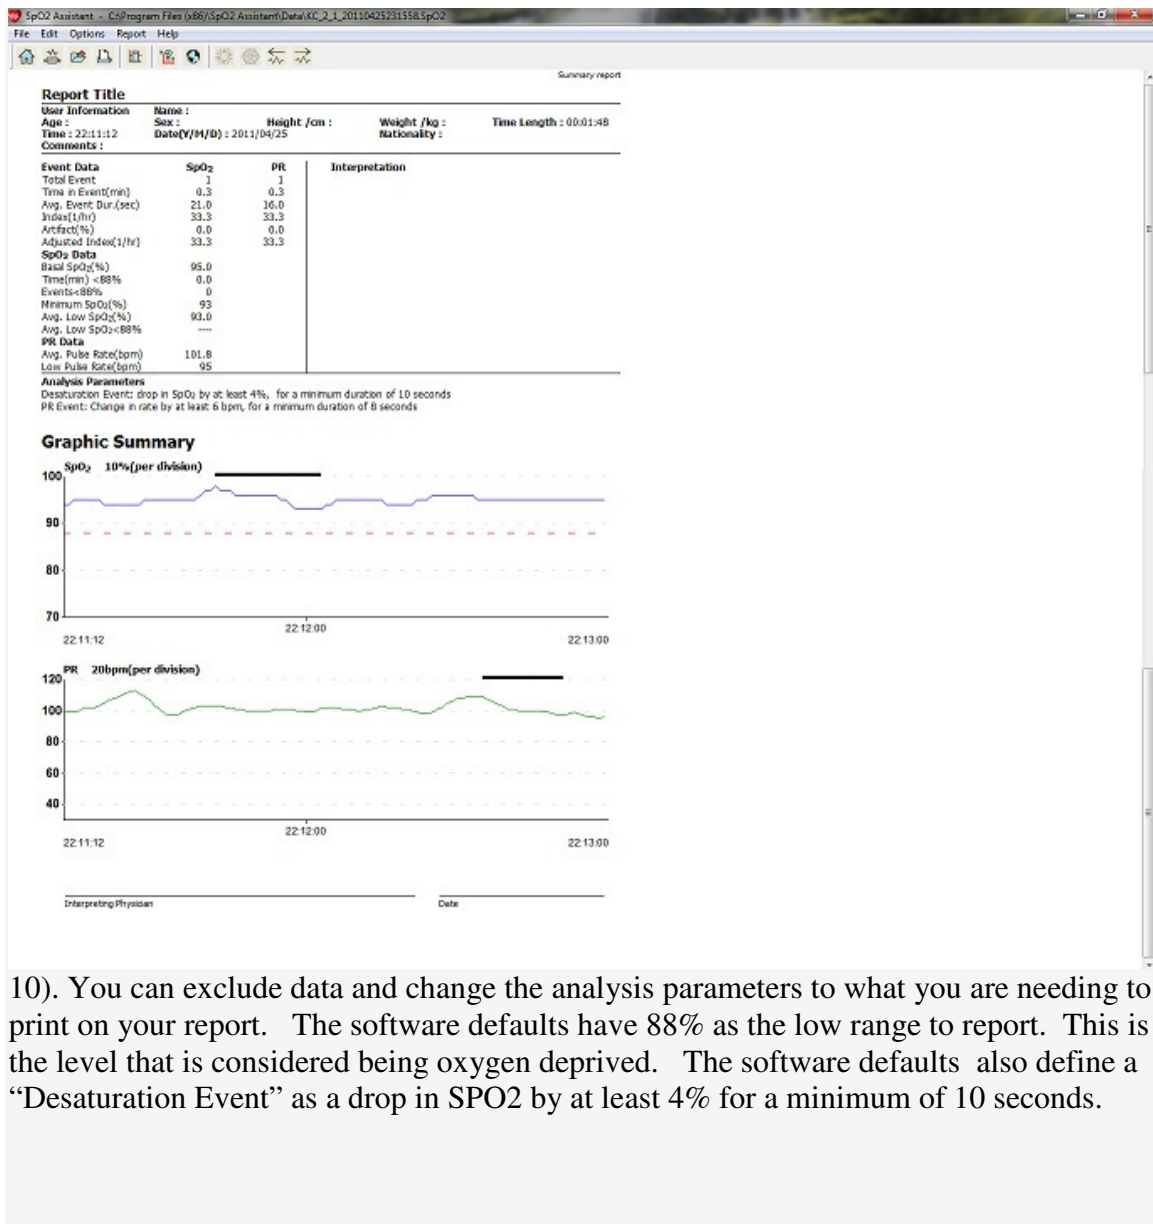 SpO2 Assistant - C:\Program Files (x86)\SpO2 Assistant\Data\KC_2_1_20110425231558.SpO2
File Edit Options Report Help
Summary report
Report Title
User Information Name :
Age : Sex : Height /cm : Weight /kg : Time Length : 00:01:48
Time : 22:11:12 Date(Y/M/D) : 2011/04/25 Nationality :
Comments :
Event Data SpO₂ PR Interpretation
Total Event 1 1
Time in Event(min) 0.3 0.3
Avg. Event Dur.(sec) 21.0 16.0
Index(1/hr) 33.3 33.3
Artifact(%) 0.0 0.0
Adjusted Index(1/hr) 33.3 33.3
SpO₂ Data
Basal SpO₂(%) 95.0
Time(min) <88% 0.0
Events<88% 0
Minimum SpO₂(%) 93
Avg. Low SpO₂(%) 93.0
Avg. Low SpO₂<88% ----
PR Data
Avg. Pulse Rate(bpm) 101.8
Low Pulse Rate(bpm) 95
Analysis Parameters
Desaturation Event: drop in SpO₂ by at least 4%, for a minimum duration of 10 seconds
PR Event: Change in rate by at least 6 bpm, for a minimum duration of 8 seconds
Graphic Summary
SpO₂ 10%(per division)
100
90
80
70
22:12:00
22:11:12 22:13:00
PR 20bpm(per division)
120
100
80
60
40
22:12:00
22:11:12 22:13:00
Interpreting Physician Date
10). You can exclude data and change the analysis parameters to what you are needing to
print on your report. The software defaults have 88% as the low range to report. This is
the level that is considered being oxygen deprived. The software defaults also define a
“Desaturation Event” as a drop in SPO2 by at least 4% for a minimum of 10 seconds.